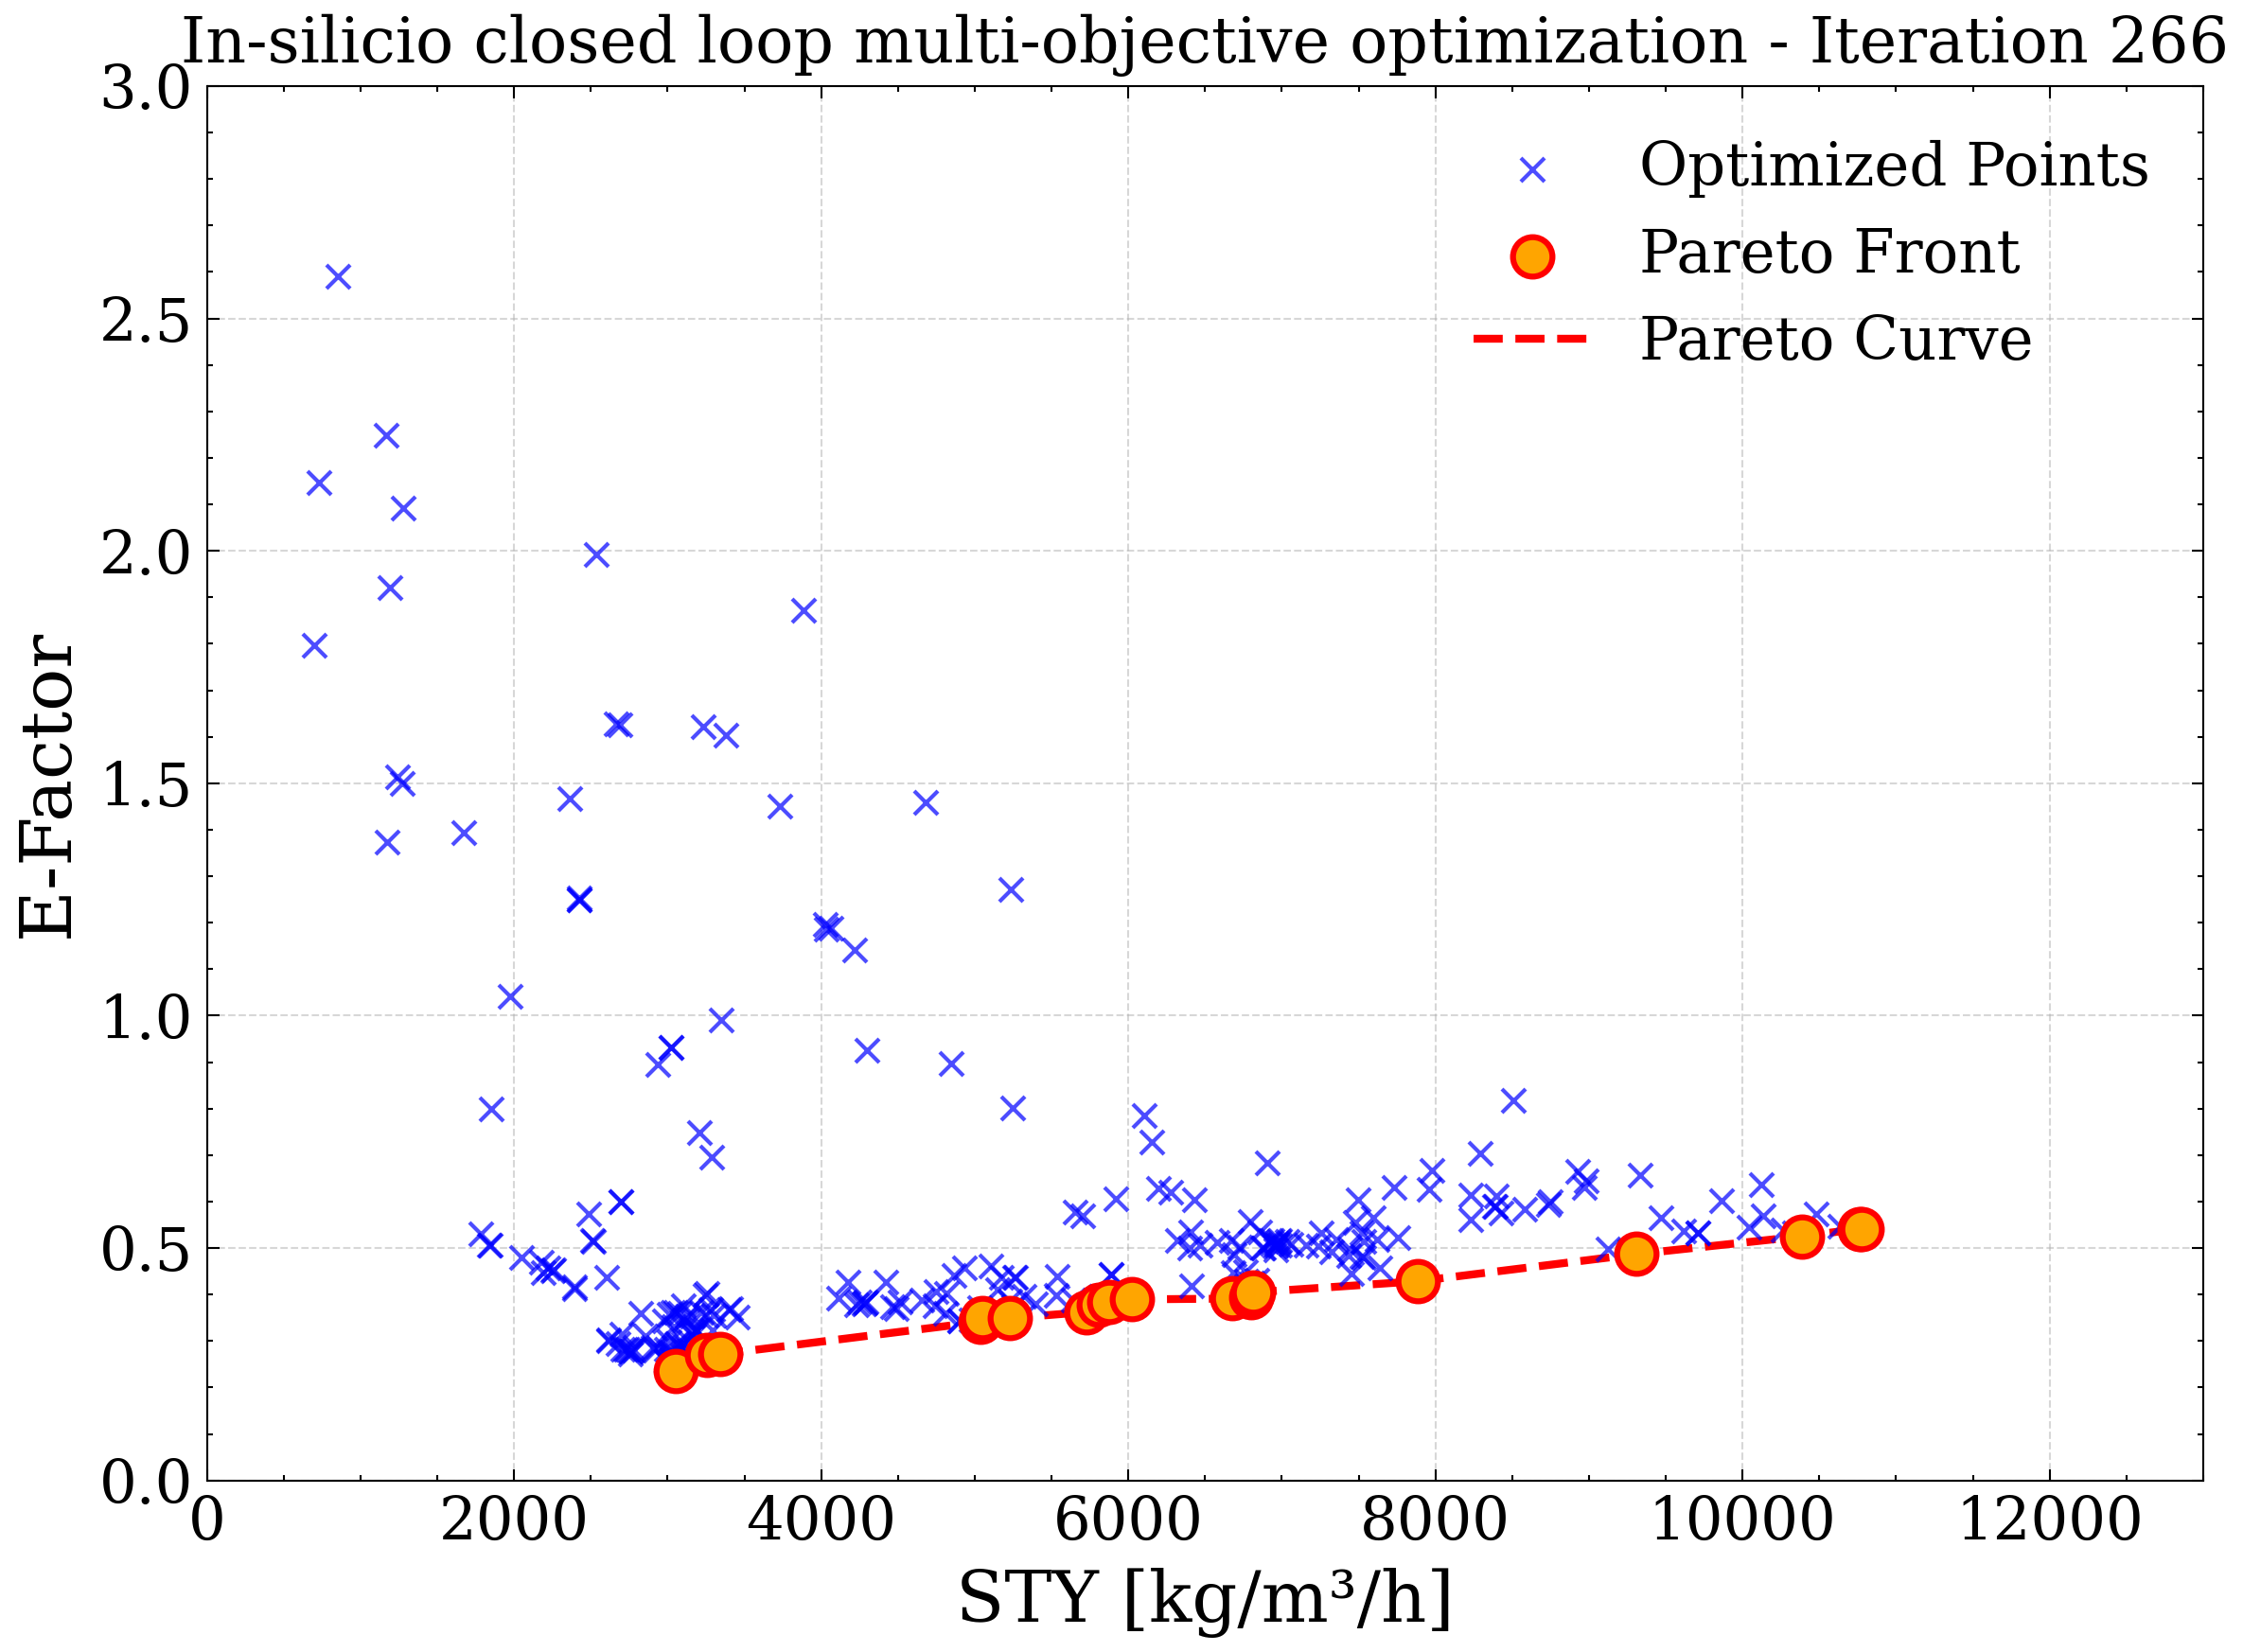 In-silicio closed loop multi-objective optimization - Iteration 266
3.0
2.5
2.0
1.5
1.0
0.5
0.0
E-Factor
Optimized Points
Pareto Front
Pareto Curve
0 2000 4000 6000 8000 10000 12000
STY [kg/m³/h]